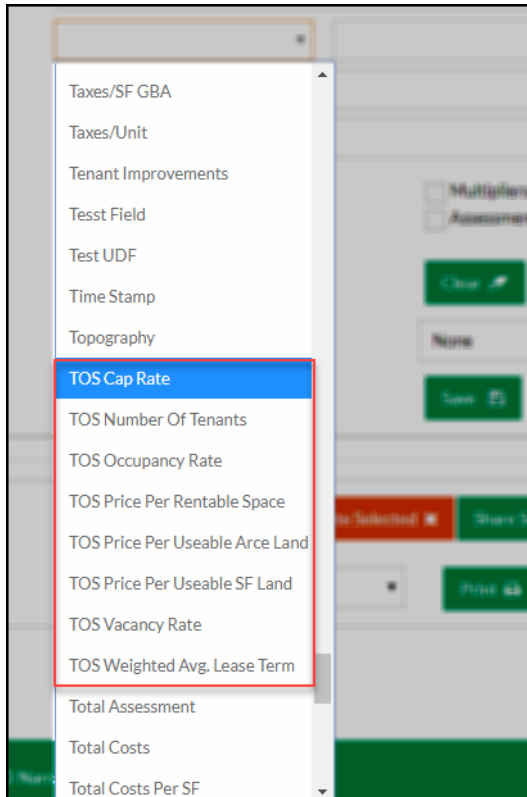 Taxes/SF GBA
Taxes/Unit
Tenant Improvements
Multipliers
Tesst Field
Test UDF
Clear
Time Stamp
Topography
None
TOS Cap Rate
Save
TOS Number Of Tenants
TOS Occupancy Rate
TOS Price Per Rentable Space
Selected
Share
TOS Price Per Useable Arce Land
TOS Price Per Useable SF Land
Print
TOS Vacancy Rate
TOS Weighted Avg. Lease Term
Total Assessment
Total Costs
Total Costs Per SF